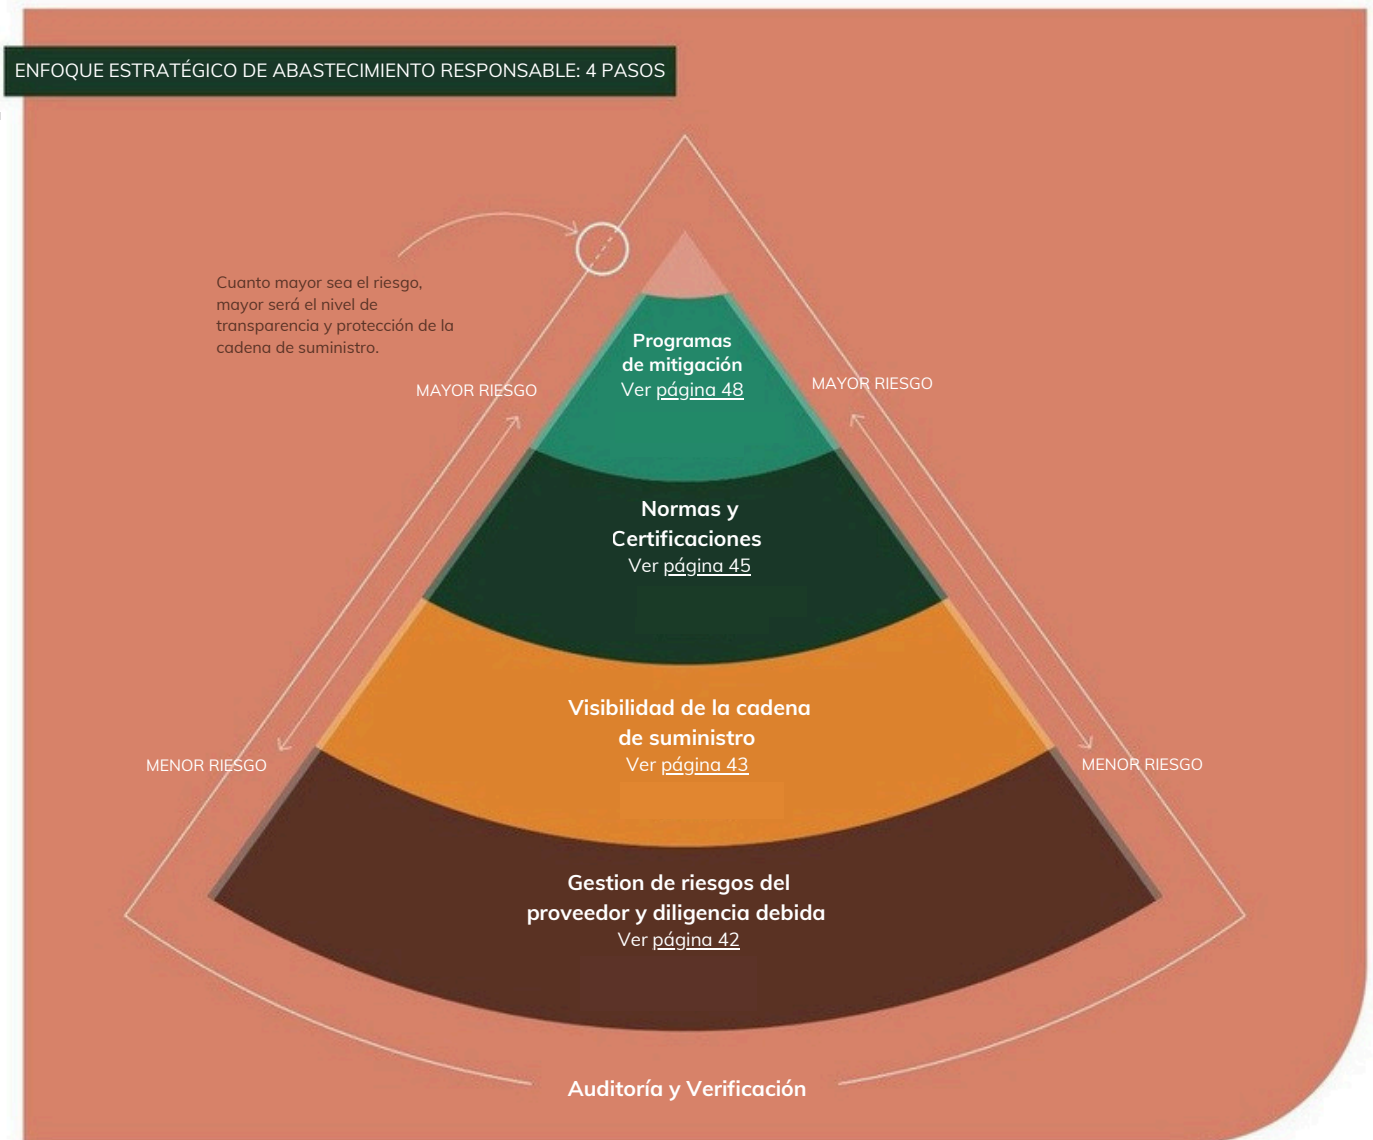 ENFOQUE ESTRATÉGICO DE ABASTECIMIENTO RESPONSABLE: 4 PASOS
Cuanto mayor sea el riesgo,
mayor será el nivel de
transparencia y protección de la
cadena de suministro.
MAYOR RIESGO
MAYOR RIESGO
Programas
de mitigación
Ver página 48
Normas y
Certificaciones
Ver página 45
Visibilidad de la cadena
de suministro
Ver página 43
MENOR RIESGO
MENOR RIESGO
Gestion de riesgos del
proveedor y diligencia debida
Ver página 42
Auditoría y Verificación